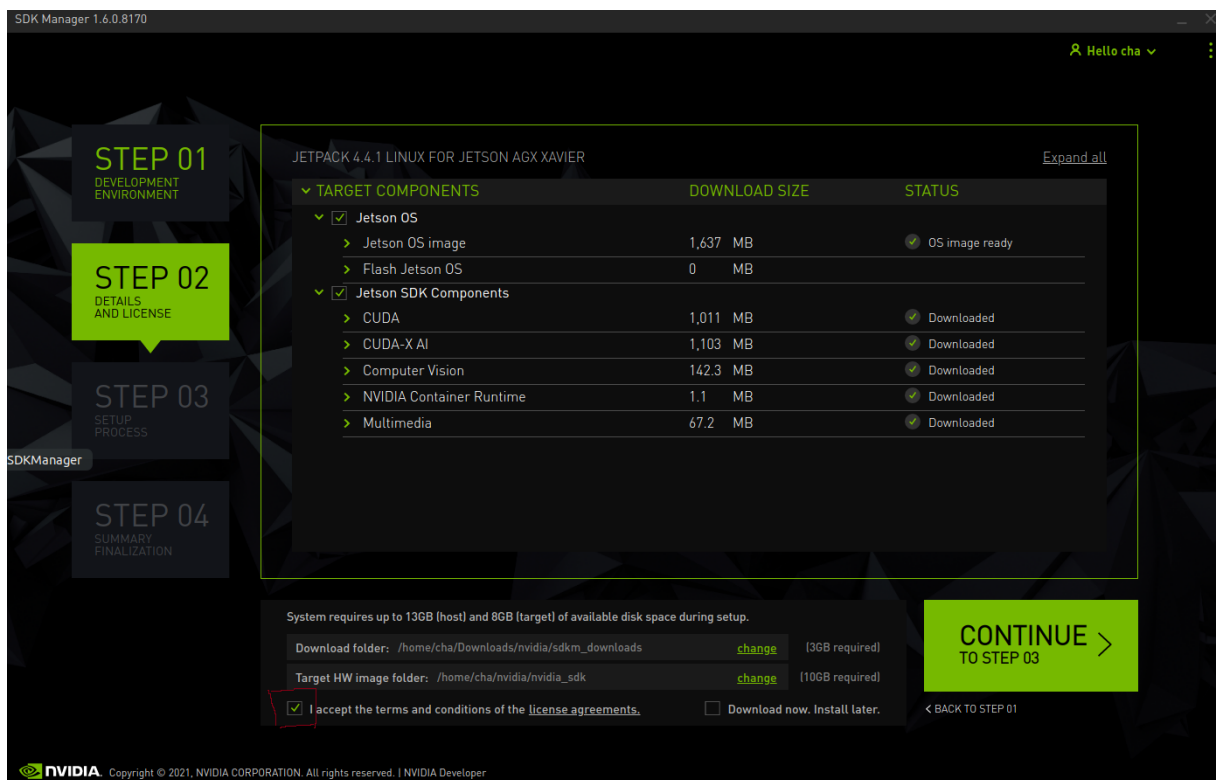 SDK Manager 1.6.0.8170
Hello cha
STEP 01
DEVELOPMENT
ENVIRONMENT
STEP 02
DETAILS
AND LICENSE
STEP 03
SETUP
PROCESS
SDKManager
STEP 04
SUMMARY
FINALIZATION
JETPACK 4.4.1 LINUX FOR JETSON AGX XAVIER Expand all
TARGET COMPONENTS DOWNLOAD SIZE STATUS
Jetson OS
Jetson OS image 1,637 MB OS image ready
Flash Jetson OS 0 MB
Jetson SDK Components
CUDA 1,011 MB Downloaded
CUDA-X AI 1,103 MB Downloaded
Computer Vision 142.3 MB Downloaded
NVIDIA Container Runtime 1.1 MB Downloaded
Multimedia 67.2 MB Downloaded
System requires up to 13GB (host) and 8GB (target) of available disk space during setup.
Download folder: /home/cha/Downloads/nvidia/sdkm_downloads change (3GB required)
Target HW image folder: /home/cha/nvidia/nvidia_sdk change (10GB required)
I accept the terms and conditions of the license agreements. Download now. Install later.
CONTINUE
TO STEP 03
BACK TO STEP 01
NVIDIA. Copyright © 2021, NVIDIA CORPORATION. All rights reserved. | NVIDIA Developer